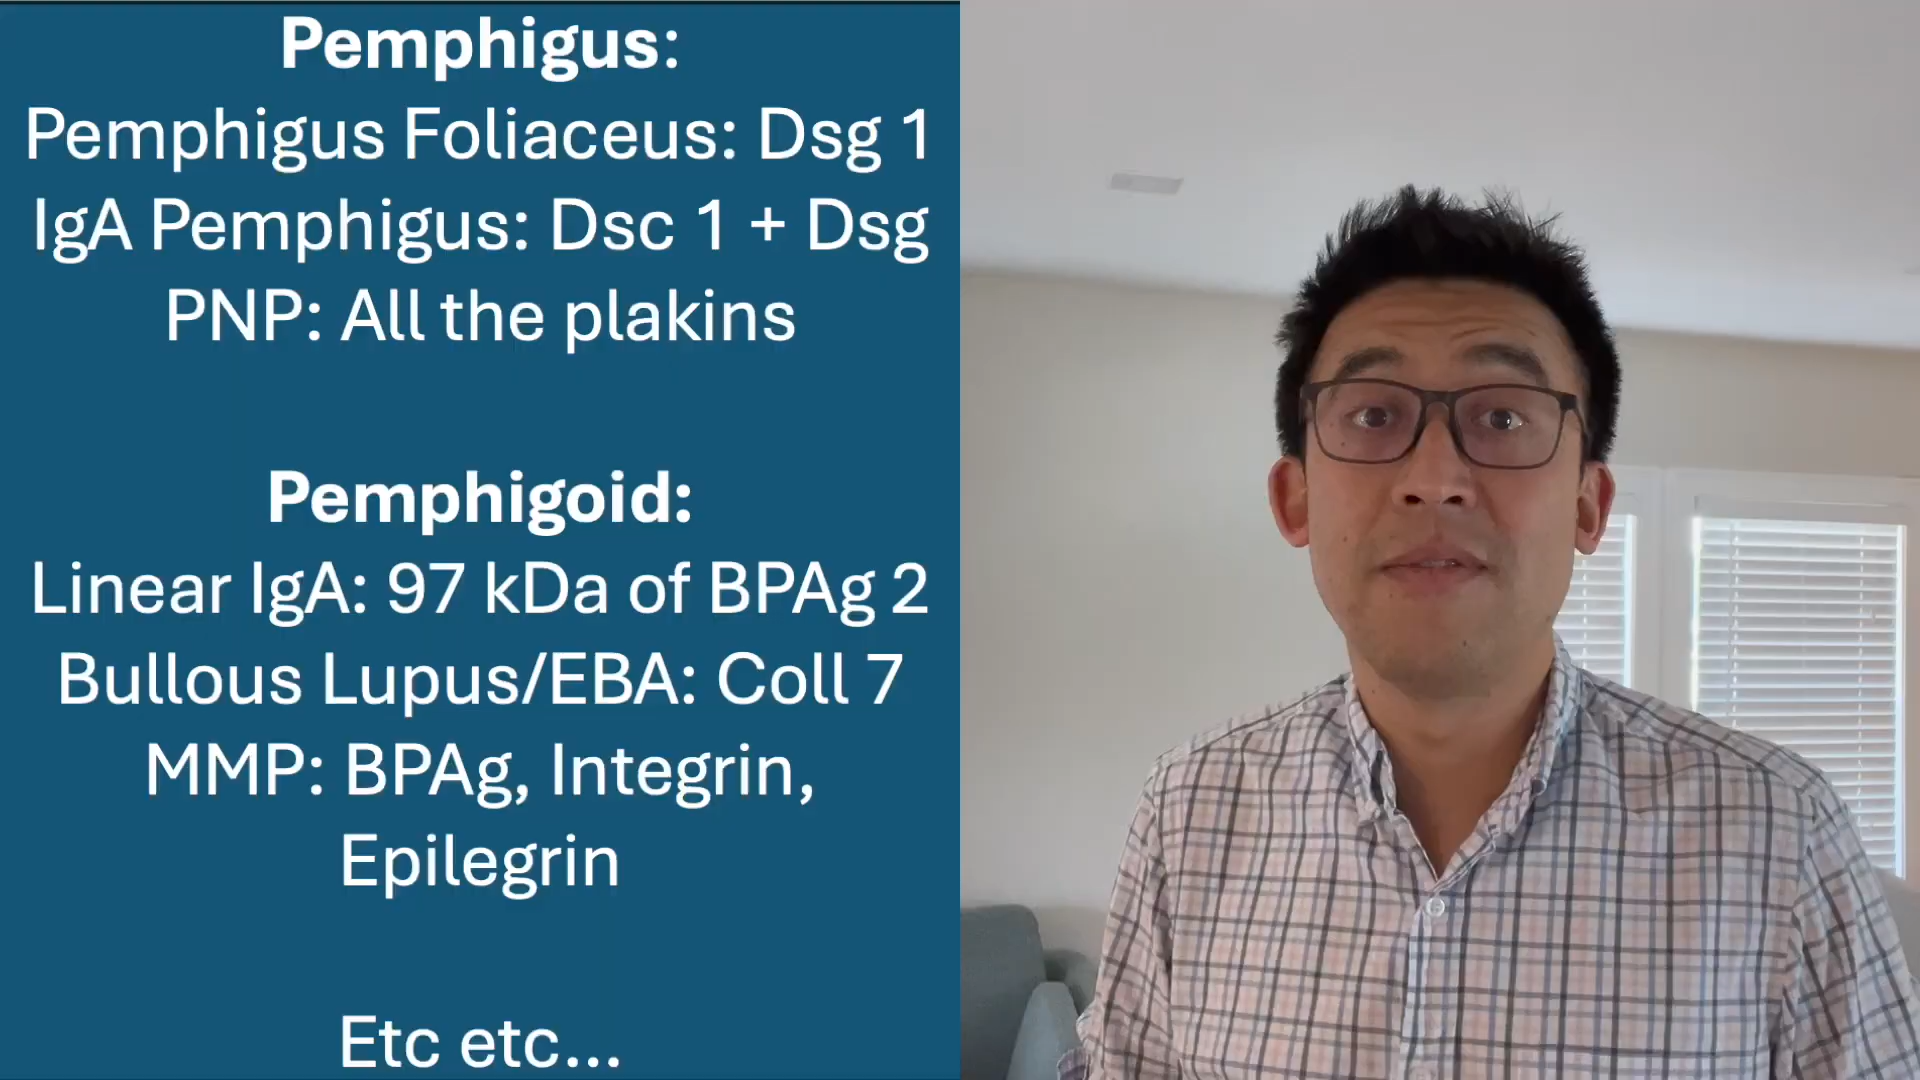 Pemphigus:
Pemphigus Foliaceus: Dsg 1
IgA Pemphigus: Dsc 1 + Dsg
PNP: All the plakins
Pemphigoid:
Linear IgA: 97 kDa of BPAg 2
Bullous Lupus/EBA: Coll 7
MMP: BPAg, Integrin,
Epilegrin
Etc etc...